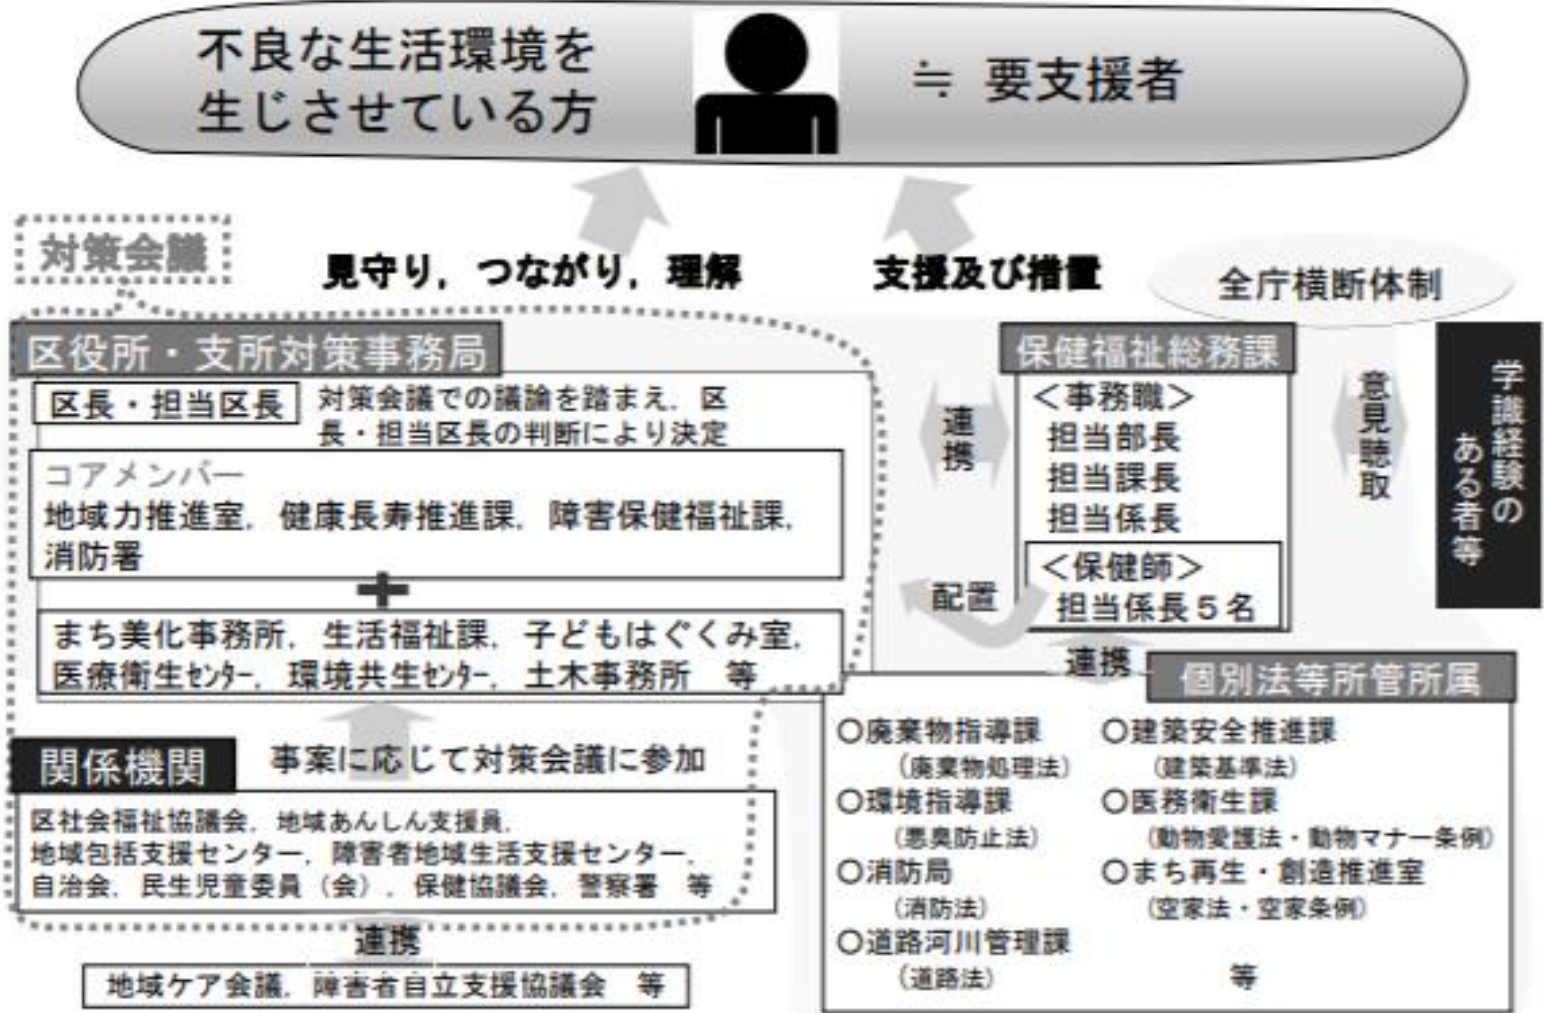 不良な生活環境を
生じさせている方
≒ 要支援者
対策会議
見守り，つながり，理解
支援及び措置
全庁横断体制
区役所・支所対策事務局
区長・担当区長
対策会議での議論を踏まえ，区
長・担当区長の判断により決定
コアメンバー
地域力推進室，健康長寿推進課，障害保健福祉課，
消防署
＋
まち美化事務所，生活福祉課，子どもはぐくみ室，
医療衛生ｾﾝﾀｰ，環境共生ｾﾝﾀｰ，土木事務所　等
関係機関
事案に応じて対策会議に参加
区社会福祉協議会，地域あんしん支援員，
地域包括支援センター，障害者地域生活支援センター，
自治会，民生児童委員（会），保健協議会，警察署　等
連携
地域ケア会議，障害者自立支援協議会　等
連携
保健福祉総務課
＜事務職＞
担当部長
担当課長
担当係長
＜保健師＞
担当係長５名
配置
意見聴取
学識経験の
ある者等
連携
個別法等所管所属
○廃棄物指導課
（廃棄物処理法）
○環境指導課
（悪臭防止法）
○消防局
（消防法）
○道路河川管理課
（道路法）
○建築安全推進課
（建築基準法）
○医務衛生課
（動物愛護法・動物マナー条例）
○まち再生・創造推進室
（空家法・空家条例）
等